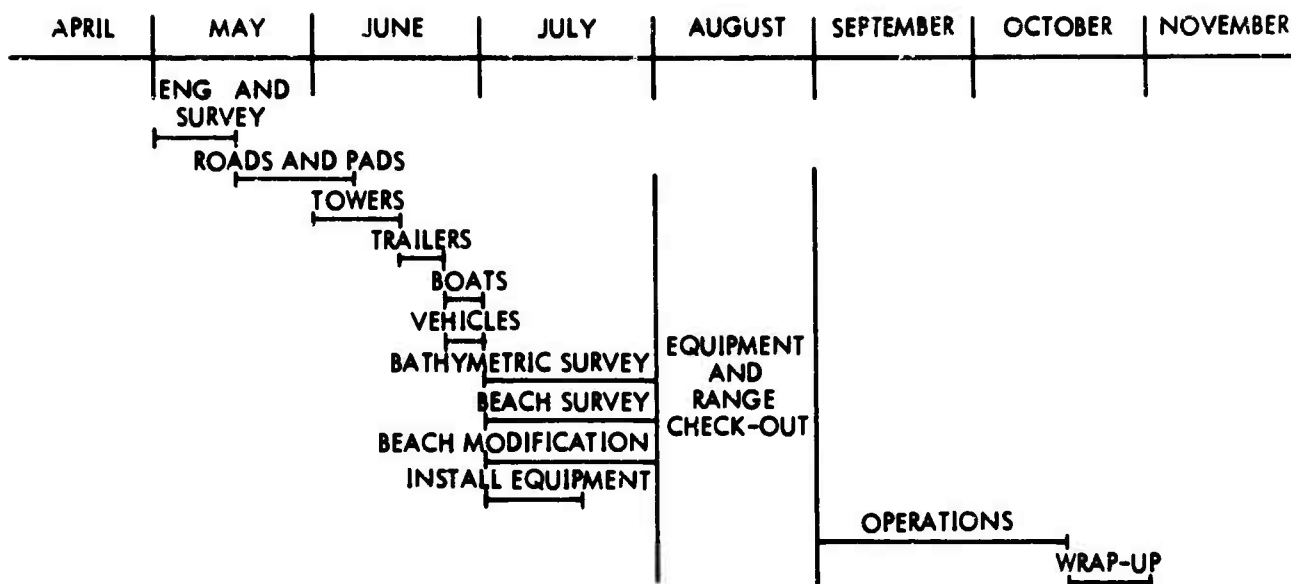 APRIL MAY JUNE JULY AUGUST SEPTEMBER OCTOBER NOVEMBER
ENG AND
SURVEY
ROADS AND PADS
TOWERS
TRAILERS
BOATS
VEHICLES
BATHYMETRIC SURVEY
BEACH SURVEY
BEACH MODIFICATION
INSTALL EQUIPMENT
EQUIPMENT
AND
RANGE
CHECK-OUT
OPERATIONS
WRAP-UP